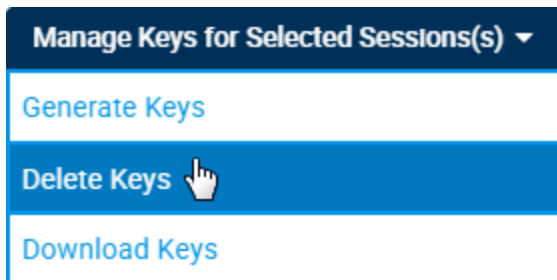 Manage Keys for Selected Sessions(s)
Generate Keys
Delete Keys
Download Keys